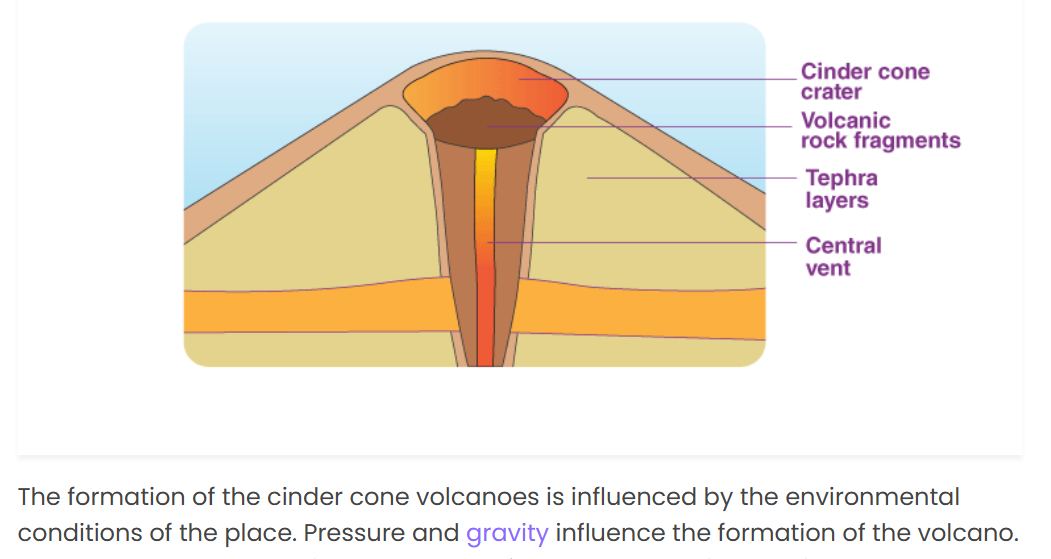 Cinder cone
crater
Volcanic
rock fragments
Tephra
layers
Central
vent
The formation of the cinder cone volcanoes is influenced by the environmental
conditions of the place. Pressure and gravity influence the formation of the volcano.